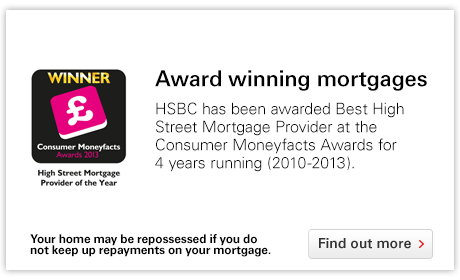 WINNER
£
Consumer Moneyfacts
Awards 2013
High Street Mortgage
Provider of the Year
Award winning mortgages
HSBC has been awarded Best High
Street Mortgage Provider at the
Consumer Moneyfacts Awards for
4 years running (2010-2013).
Your home may be repossessed if you do
not keep up repayments on your mortgage.
Find out more